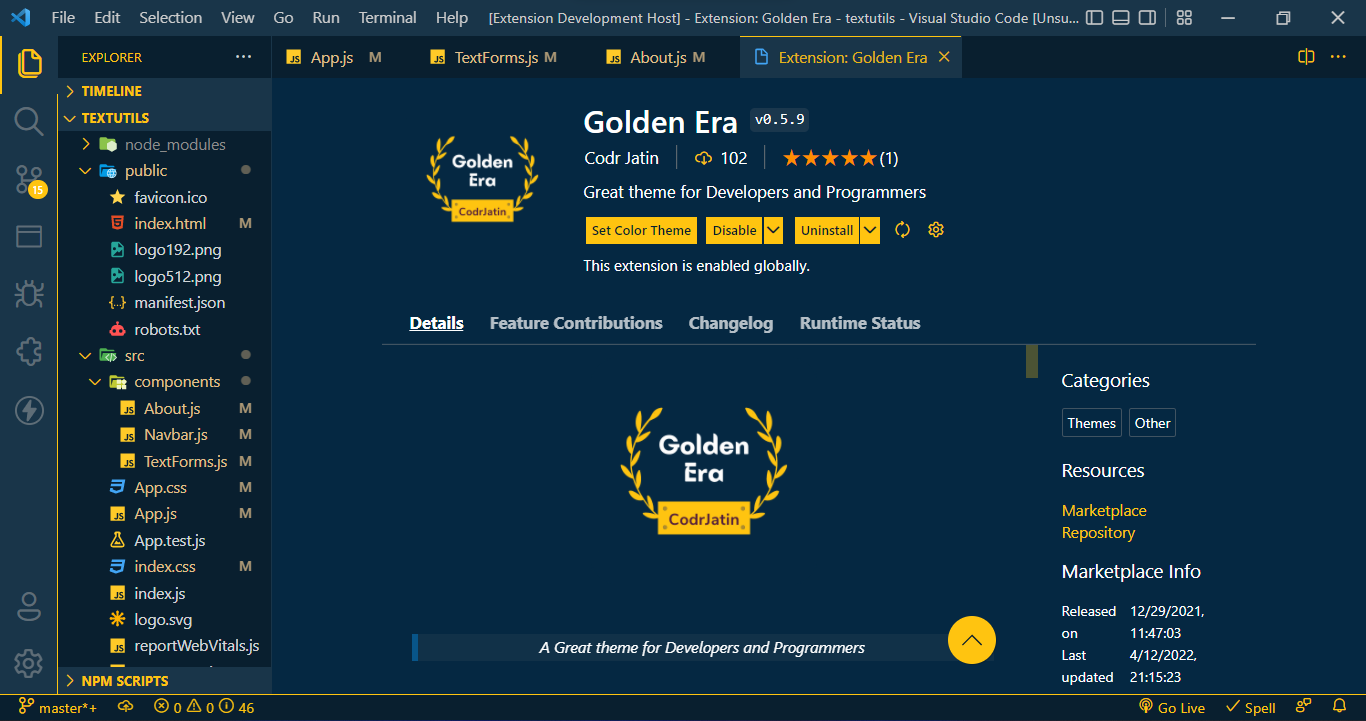 File Edit Selection View Go Run Terminal Help [Extension Development Host] - Extension: Golden Era - textutils - Visual Studio Code [Unsu...
EXPLORER ···
App.js M
TextForms.js M
About.js M
Extension: Golden Era
TIMELINE
TEXTUTILS
node_modules
public
favicon.ico
index.html M
logo192.png
logo512.png
manifest.json
robots.txt
src
components
About.js M
Navbar.js M
TextForms.js M
App.css M
App.js M
App.test.js
index.css M
index.js
logo.svg
reportWebVitals.js
NPM SCRIPTS
15
Golden
Era
CodrJatin
Golden Era v0.5.9
Codr Jatin 102 (1)
Great theme for Developers and Programmers
Set Color Theme Disable Uninstall
This extension is enabled globally.
Details Feature Contributions Changelog Runtime Status
Golden
Era
CodrJatin
A Great theme for Developers and Programmers
Categories
Themes Other
Resources
Marketplace
Repository
Marketplace Info
Released 12/29/2021,
on 11:47:03
Last 4/12/2022,
updated 21:15:23
master*+ 0 0 46 Go Live Spell